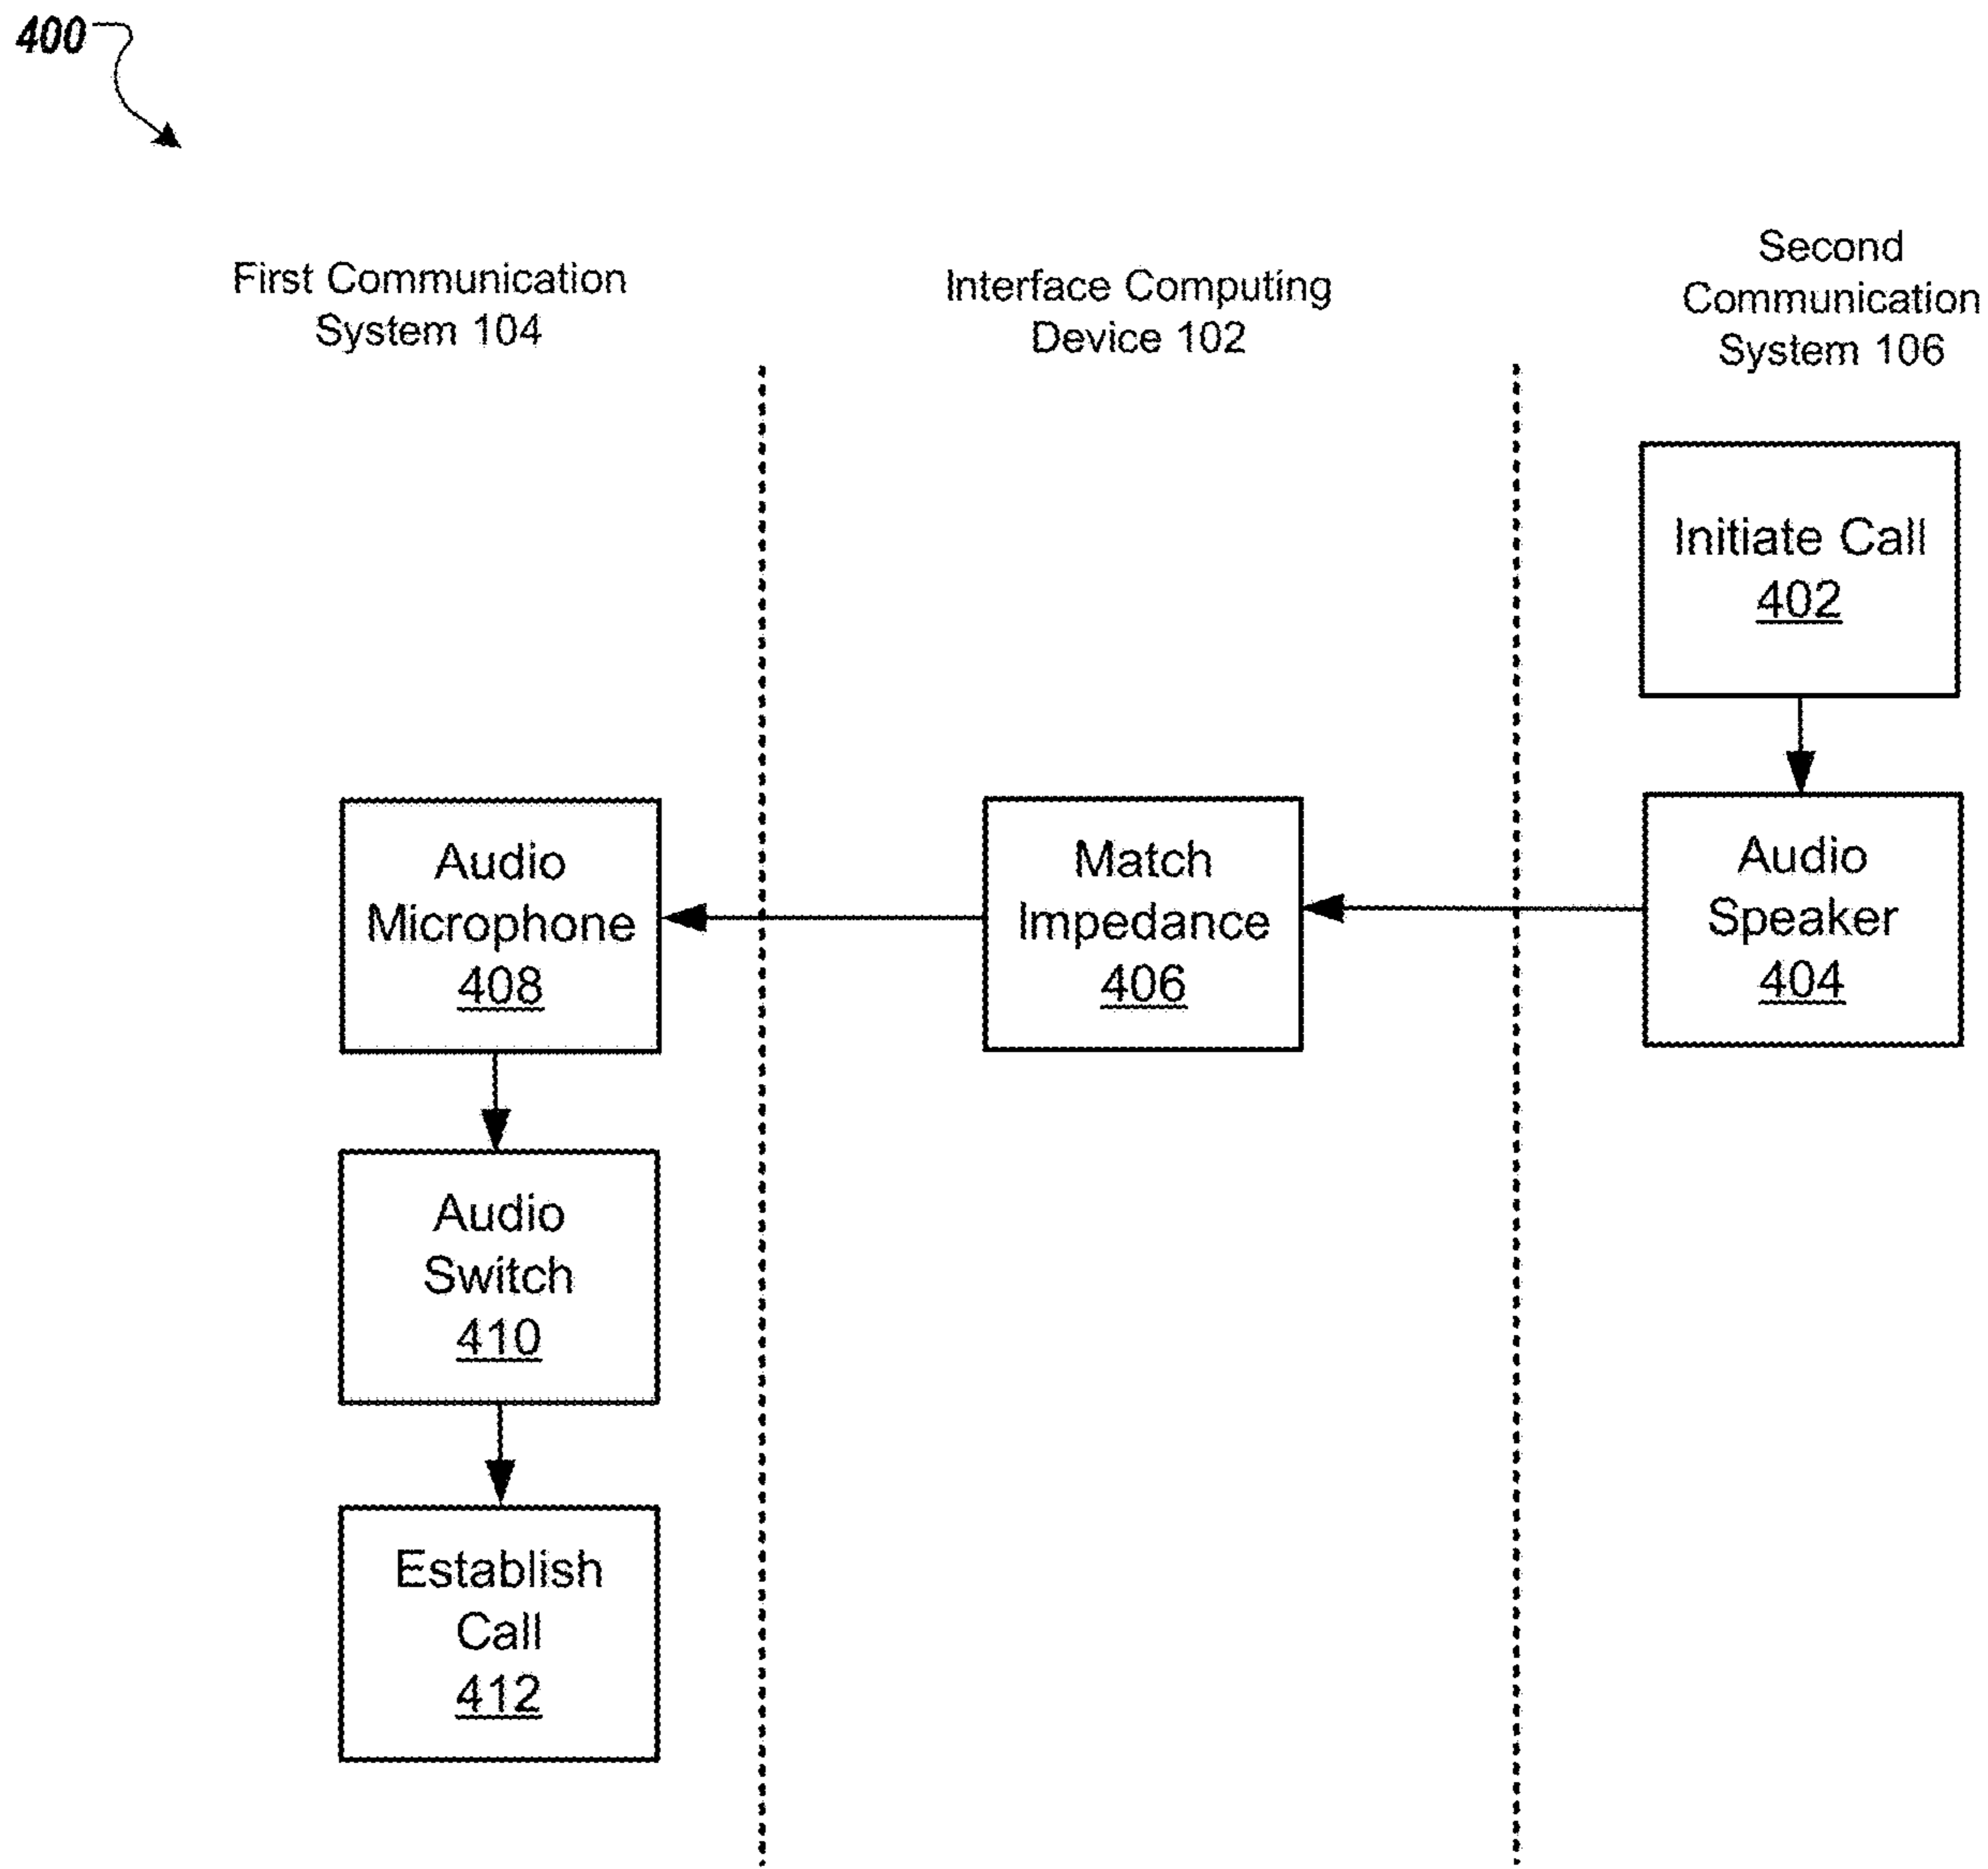 400
First Communication
System 104
Interface Computing
Device 102
Second
Communication
System 106
Initiate Call
402
Audio
Speaker
404
Match
Impedance
406
Audio
Microphone
408
Audio
Switch
410
Establish
Call
412